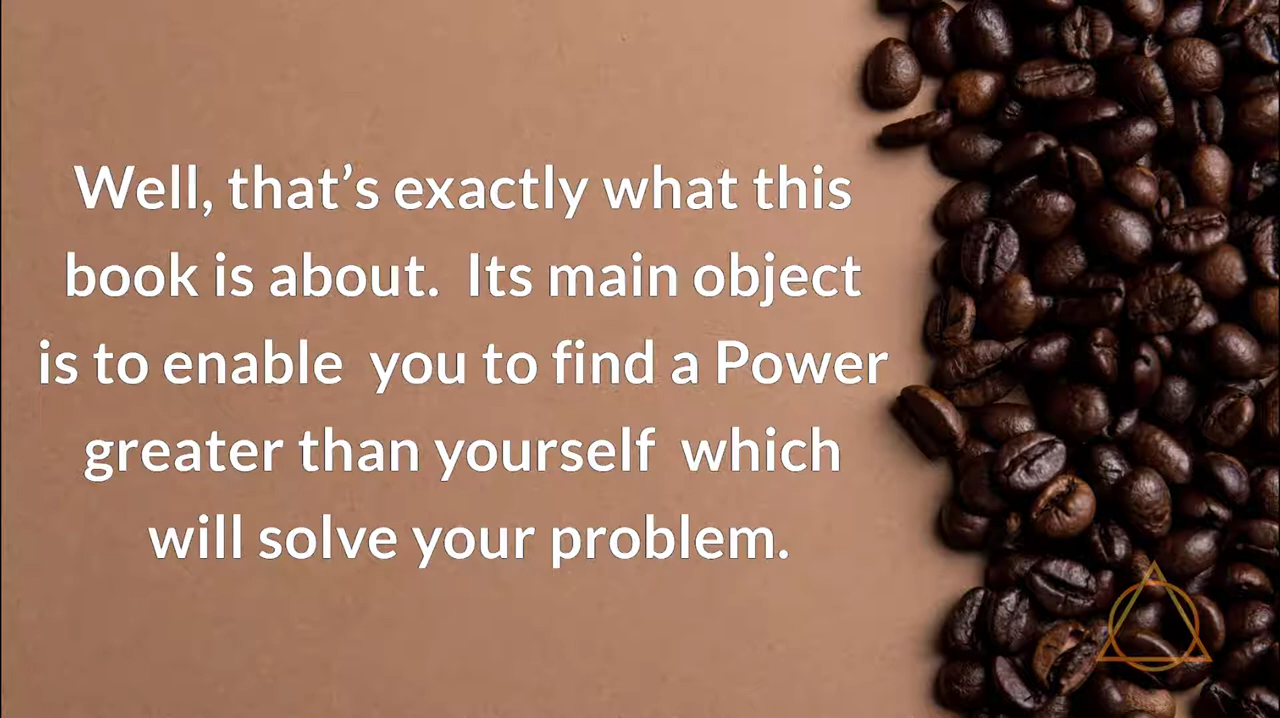 Well, that’s exactly what this
book is about.  Its main object
is to enable  you to find a Power
greater than yourself  which
will solve your problem.